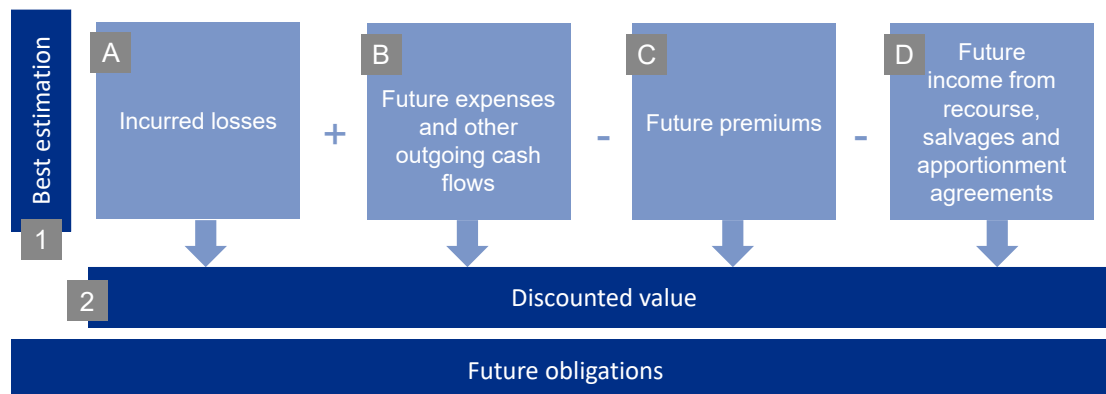 Best estimation
1
A
Incurred losses
+
B
Future expenses
and other
outgoing cash
flows
-
C
Future premiums
-
D
Future
income from
recourse,
salvages and
apportionment
agreements
2
Discounted value
Future obligations